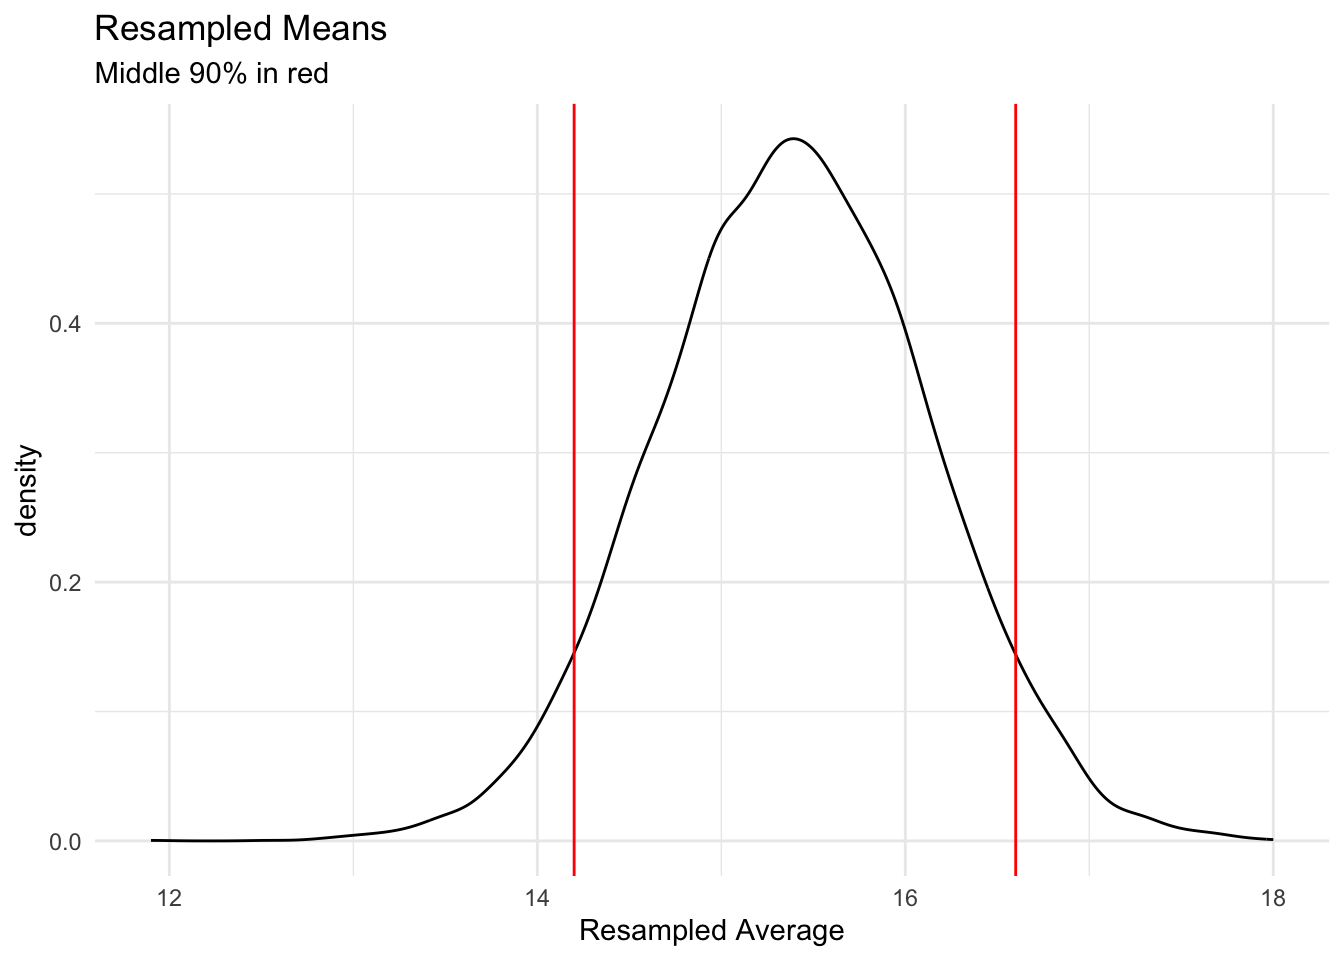 Resampled Means
Middle 90% in red
0.4
0.2
0.0
density
12 14 16 18
Resampled Average